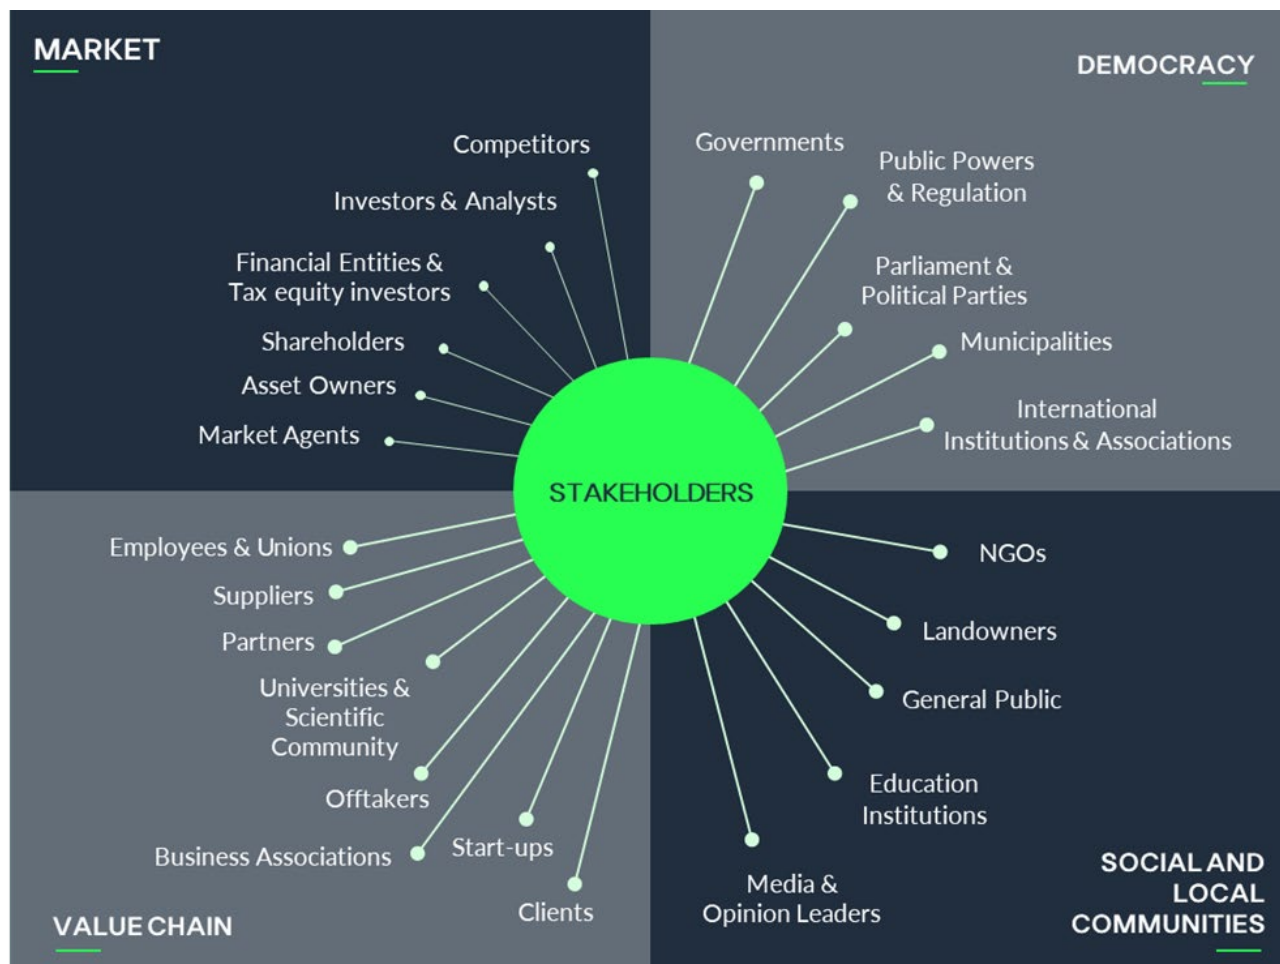 MARKET
Competitors
Investors & Analysts
Financial Entities &
Tax equity investors
Shareholders
Asset Owners
Market Agents
DEMOCRACY
Governments
Public Powers
& Regulation
Parliament &
Political Parties
Municipalities
International
Institutions & Associations
STAKEHOLDERS
Employees & Unions
Suppliers
Partners
Universities &
Scientific
Community
Offtakers
Business Associations
Start-ups
Clients
VALUE CHAIN
NGOs
Landowners
General Public
Education
Institutions
Media &
Opinion Leaders
SOCIAL AND
LOCAL
COMMUNITIES